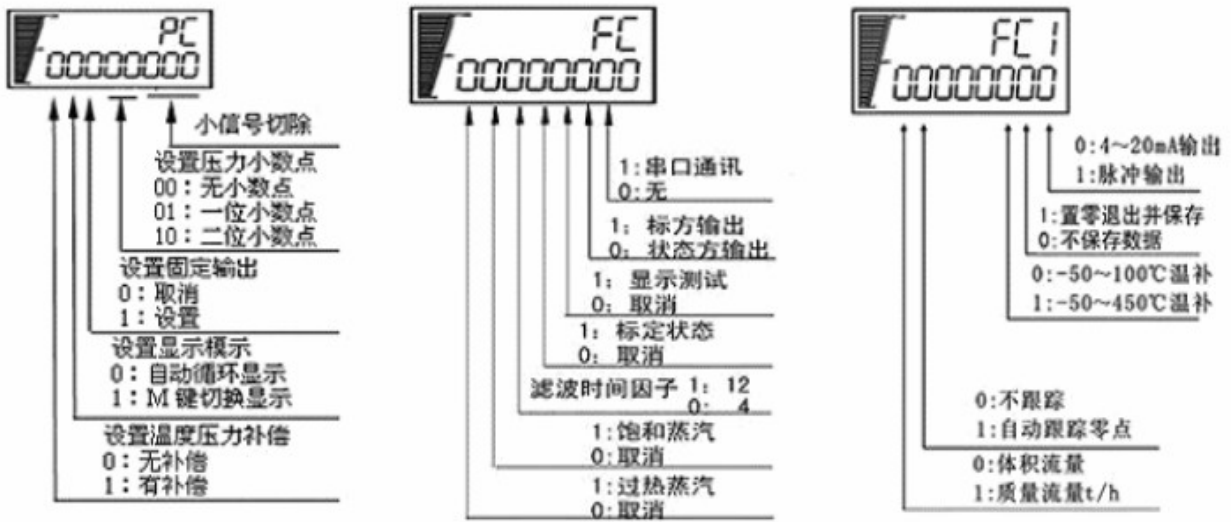 PC
00000000
小信号切除
设置压力小数点
00：无小数点
01：一位小数点
10：二位小数点
设置固定输出
0：取消
1：设置
设置显示模示
0：自动循环显示
1：M键切换显示
设置温度压力补偿
0：无补偿
1：有补偿
FC
00000000
1:串口通讯
0:无
1：标方输出
0：状态方输出
1：显示测试
0：取消
1：标定状态
0：取消
滤波时间因子 1：12
0： 4
1:饱和蒸汽
0:取消
1:过热蒸汽
0:取消
FC1
00000000
0:4～20mA输出
1:脉冲输出
1:置零退出并保存
0:不保存数据
0:-50～100℃温补
1:-50～450℃温补
0:不跟踪
1:自动跟踪零点
0:体积流量
1:质量流量t/h